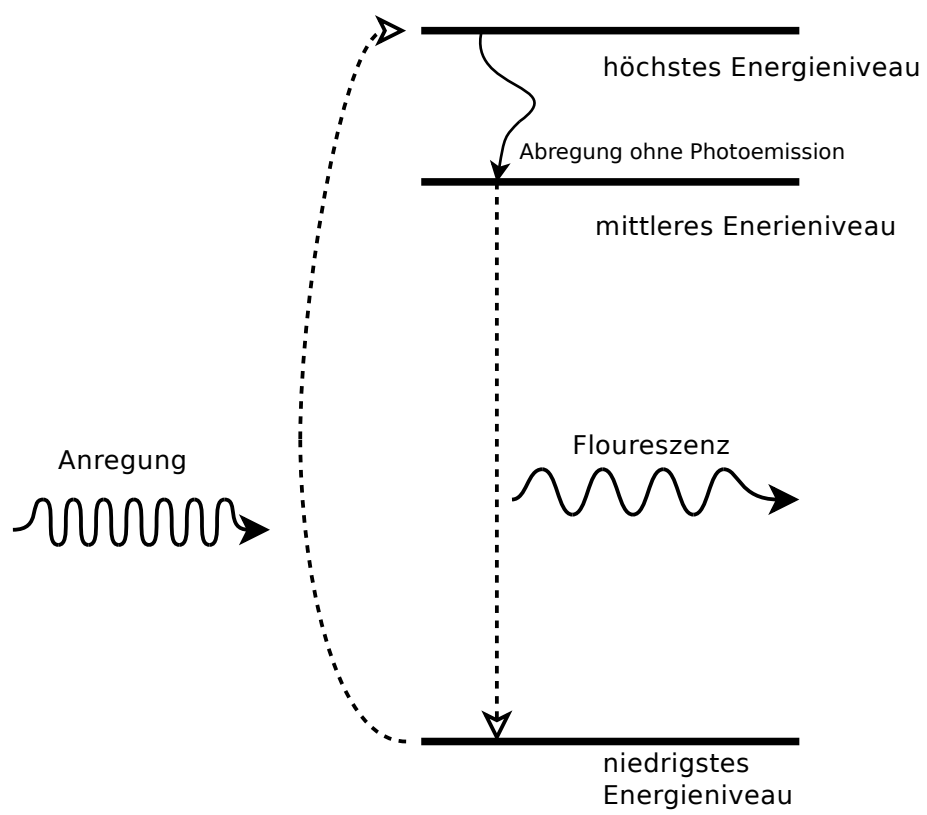 höchstes Energieniveau
Abregung ohne Photoemission
mittleres Enerieniveau
Floureszenz
Anregung
niedrigstes
Energieniveau